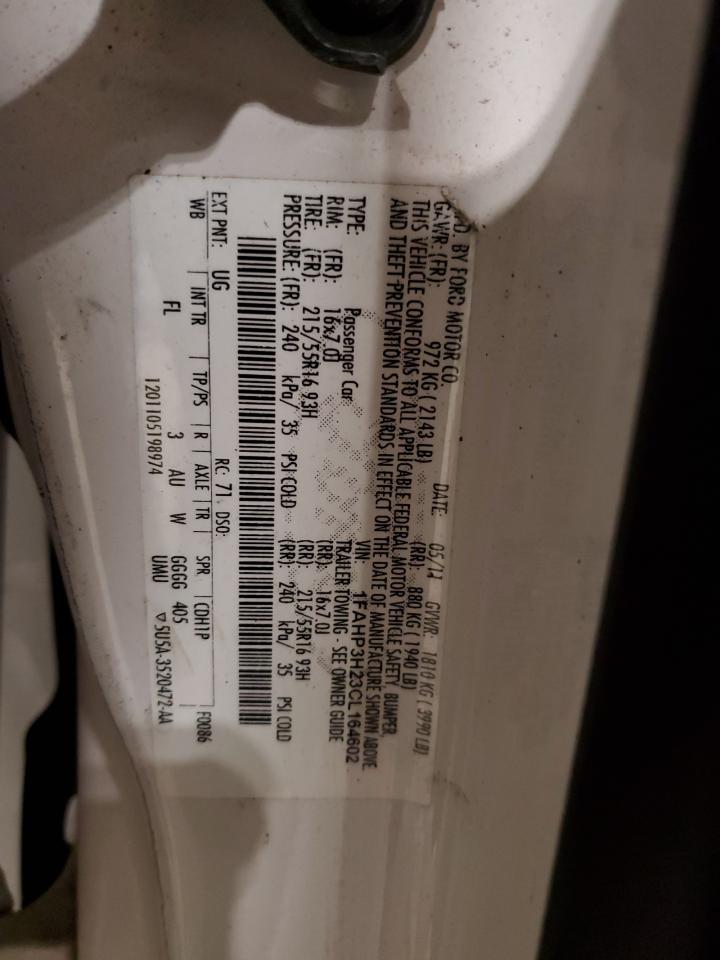 BY FORD MOTOR CO.
DATE: 05/11 GVWR: 1810 KG ( 3990 LB)
GAWR: (FR): 972 KG ( 2143 LB) (RR): 880 KG ( 1940 LB)
THIS VEHICLE CONFORMS TO ALL APPLICABLE FEDERAL MOTOR VEHICLE SAFETY BUMPER,
AND THEFT PREVENTION STANDARDS IN EFFECT ON THE DATE OF MANUFACTURE SHOWN ABOVE.
VIN: 1FAHP3H23CL164602
TYPE: Passenger Car TRAILER TOWING - SEE OWNER GUIDE
RIM: (FR): 16x7.0J (RR): 16x7.0J
TIRE: (FR): 215/55R16 93H (RR): 215/55R16 93H
PRESSURE: (FR): 240 kPa/ 35 PSI COLD (RR): 240 kPa/ 35 PSI COLD
EXT PNT: UG RC: 71 DSO: F0086
WB INT TR TP/PS R AXLE TR SPR CDH1P
FL 3 AU W GGGG 405
UMU
1201105198974 ▽ 5USA-3520472-AA